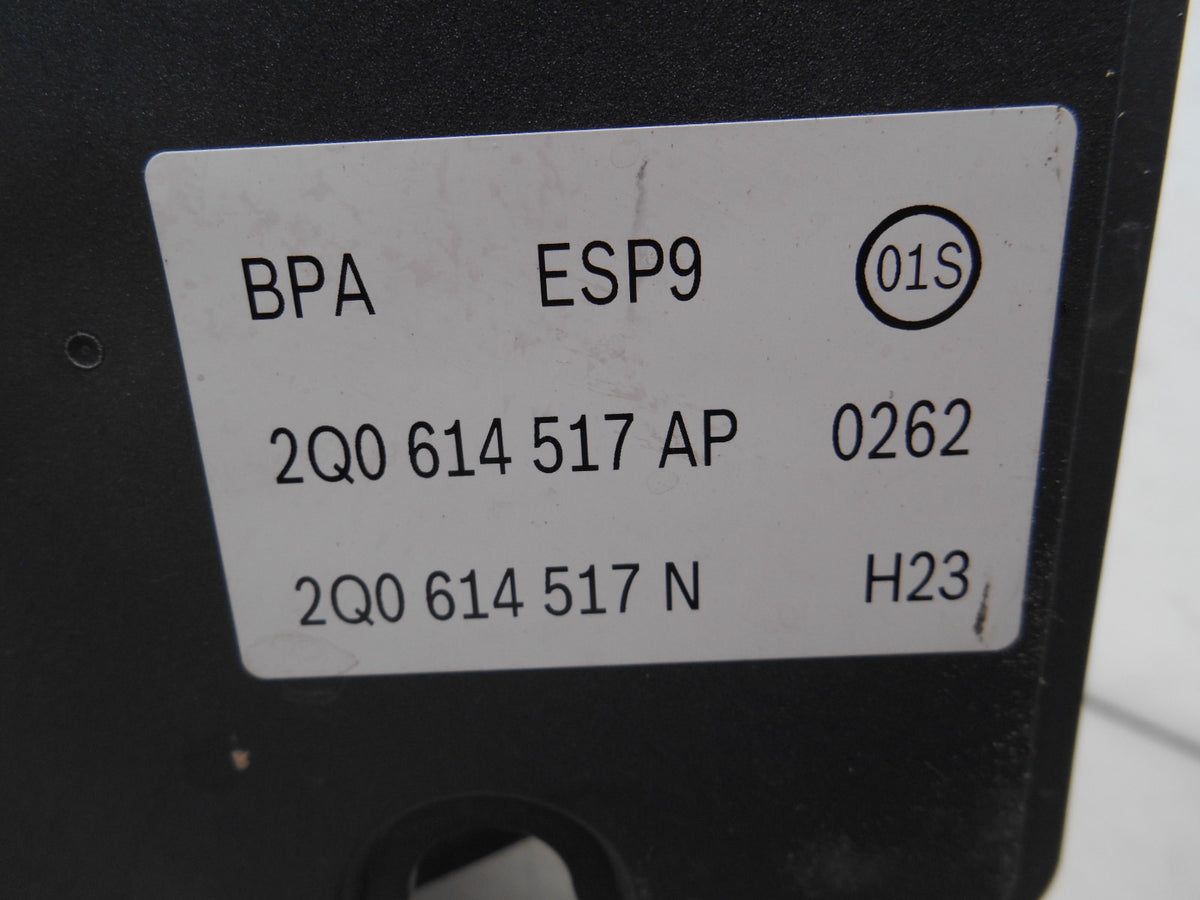 BPA ESP9 01S
2Q0 614 517 AP 0262
2Q0 614 517 N H23